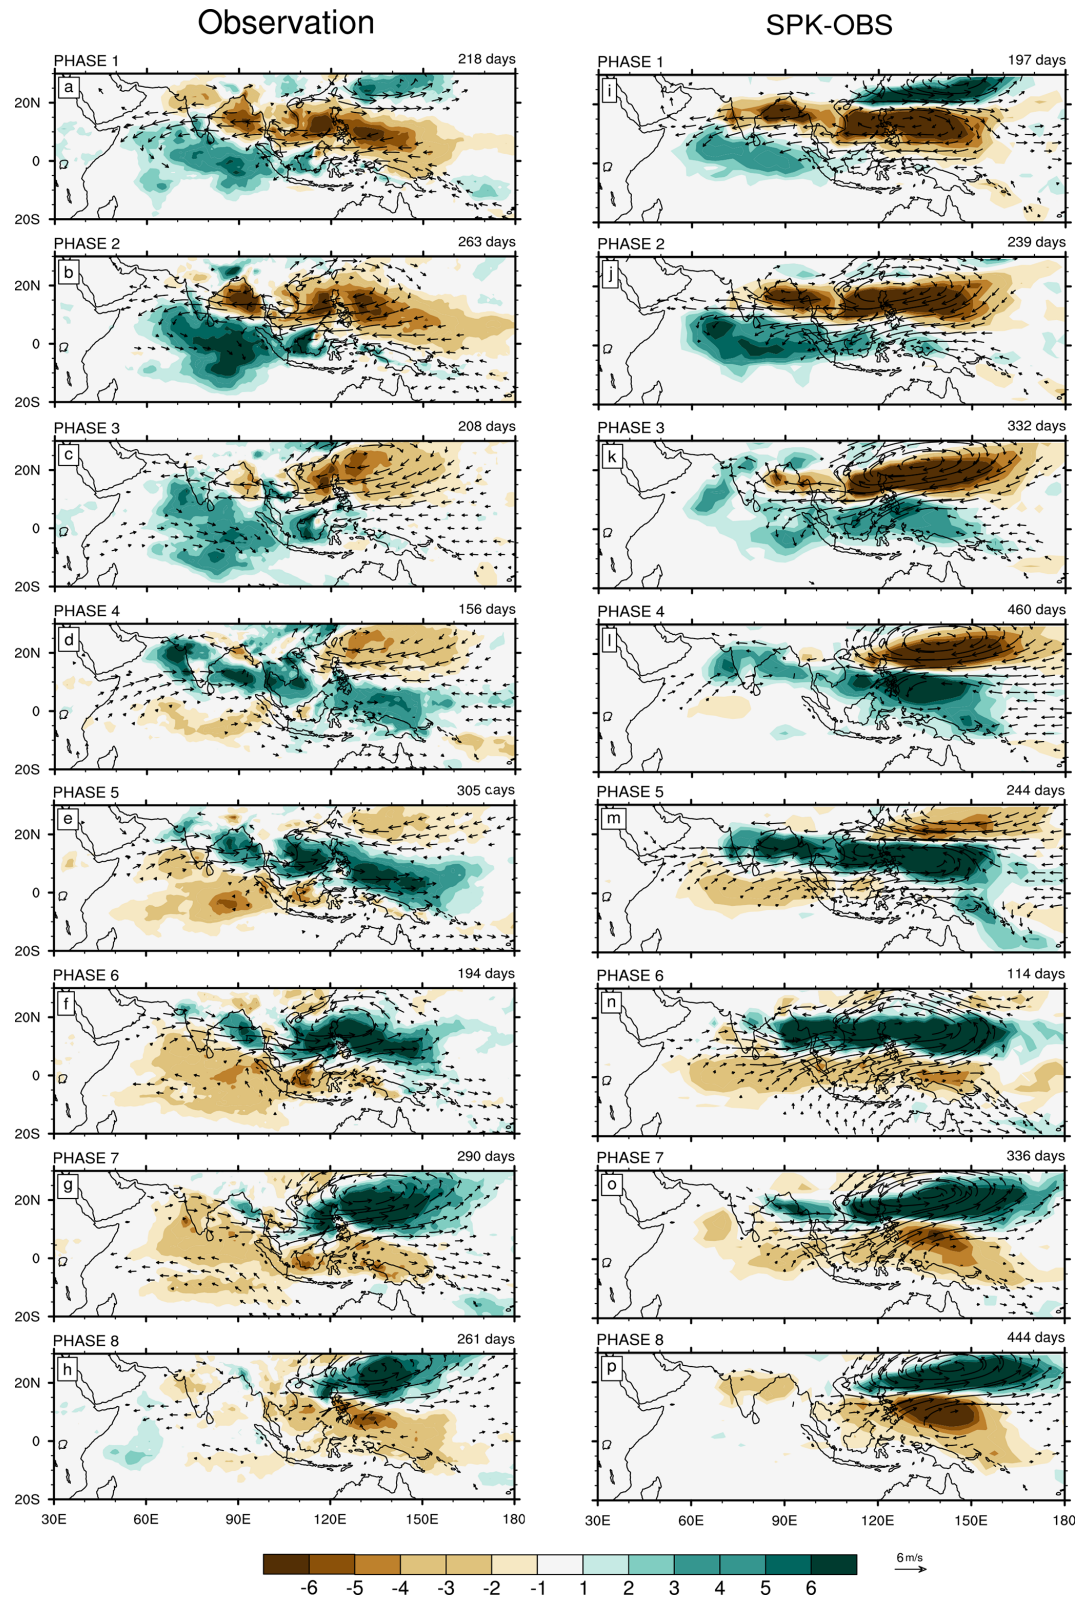 Observation SPK-OBS
PHASE 1 218 days PHASE 1 197 days
a i
20N
0
20S
PHASE 2 263 days PHASE 2 239 days
b j
20N
0
20S
PHASE 3 208 days PHASE 3 332 days
c k
20N
0
20S
PHASE 4 156 days PHASE 4 460 days
d l
20N
0
20S
PHASE 5 305 cays PHASE 5 244 days
e m
20N
0
20S
PHASE 6 194 days PHASE 6 114 days
f n
20N
0
20S
PHASE 7 290 days PHASE 7 336 days
g o
20N
0
20S
PHASE 8 261 days PHASE 8 444 days
h p
20N
0
20S
30E 60E 90E 120E 150E 180 30E 60E 90E 120E 150E 180
6 m/s
-6 -5 -4 -3 -2 -1 1 2 3 4 5 6